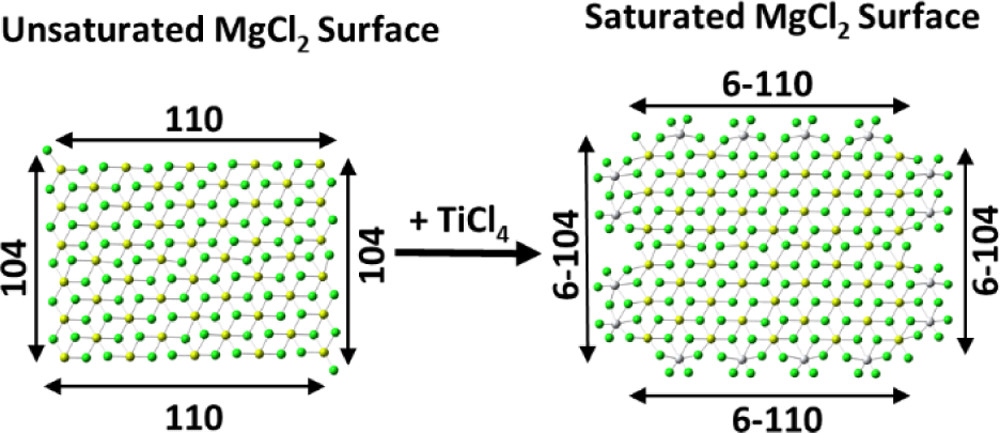 Unsaturated MgCl₂ Surface
Saturated MgCl₂ Surface
110
104
104
110
+ TiCl₄
6-110
6-104
6-104
6-110